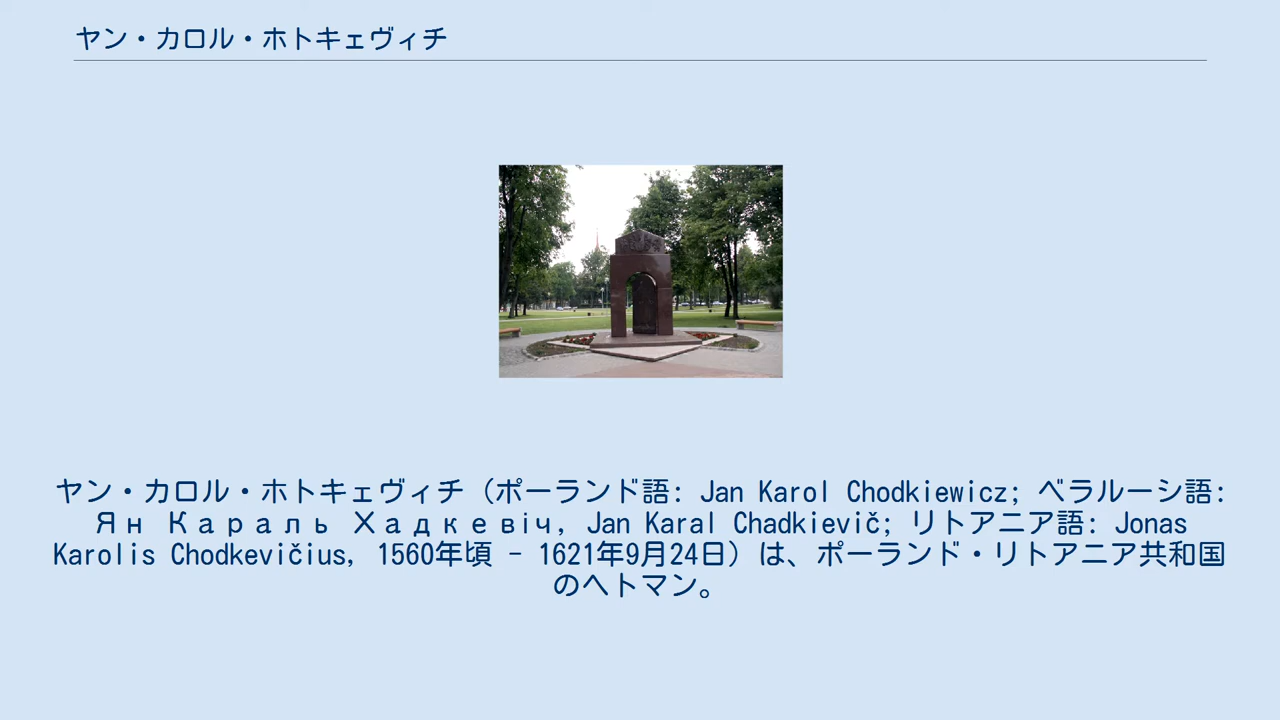 ヤン・カロル・ホトキェヴィチ
ヤン・カロル・ホトキェヴィチ（ポーランド語: Jan Karol Chodkiewicz; ベラルーシ語:
Ян Караль Хадкевіч, Jan Karal Chadkievič; リトアニア語: Jonas
Karolis Chodkevičius, 1560年頃 - 1621年9月24日）は、ポーランド・リトアニア共和国
のヘトマン。